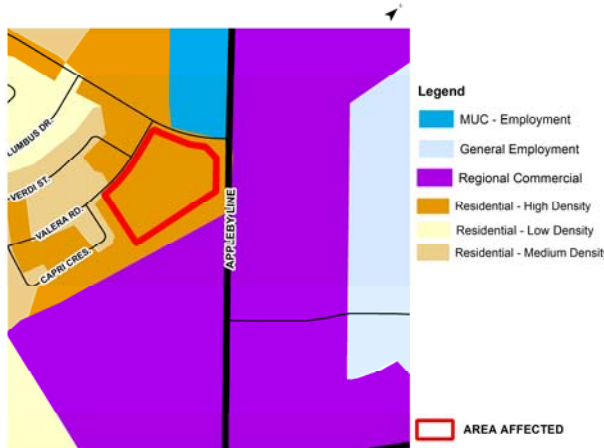 Legend
MUC - Employment
General Employment
Regional Commercial
Residential - High Density
Residential - Low Density
Residential - Medium Density
AREA AFFECTED
LUMBUS DR.
VERDI ST.
VALERA RD.
CAPRI CRES.
APPLEBY LINE